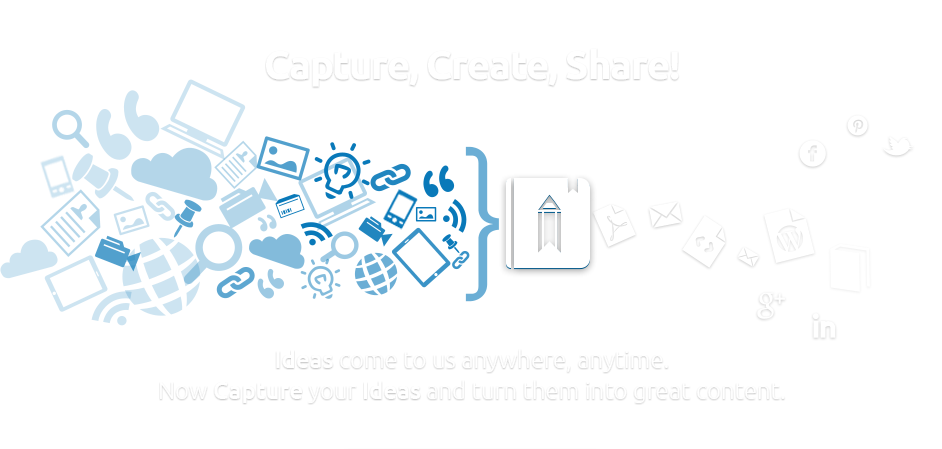 Capture, Create, Share!
Ideas come to us anywhere, anytime.
Now Capture your Ideas and turn them into great content.